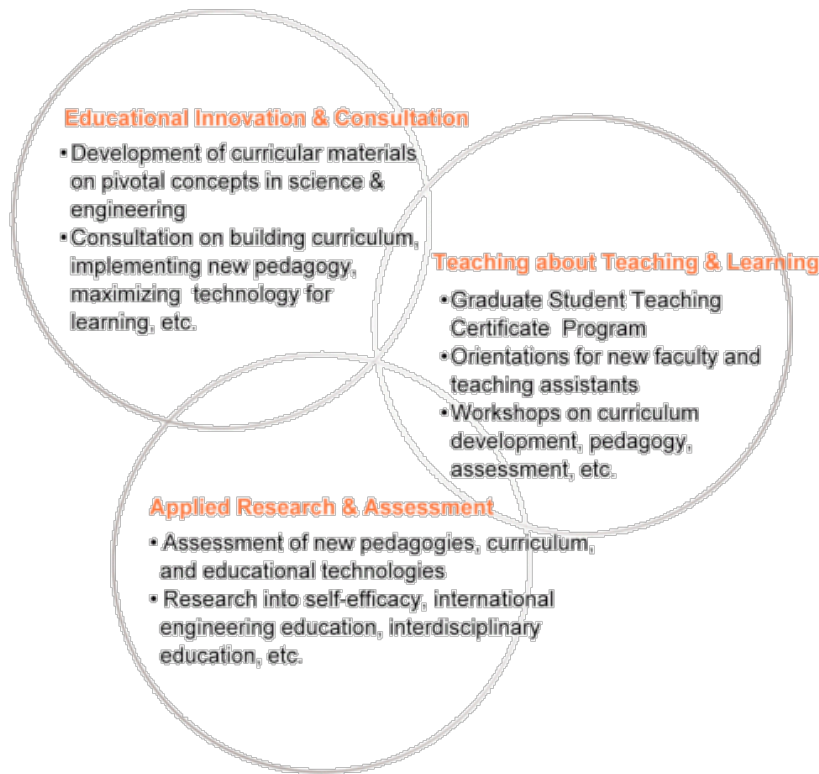 Educational Innovation & Consultation
•Development of curricular materials
on pivotal concepts in science &
engineering
•Consultation on building curriculum,
implementing new pedagogy,
maximizing technology for
learning, etc.
Teaching about Teaching & Learning
•Graduate Student Teaching
Certificate Program
•Orientations for new faculty and
teaching assistants
•Workshops on curriculum
development, pedagogy,
assessment, etc.
Applied Research & Assessment
• Assessment of new pedagogies, curriculum,
and educational technologies
• Research into self-efficacy, international
engineering education, interdisciplinary
education, etc.